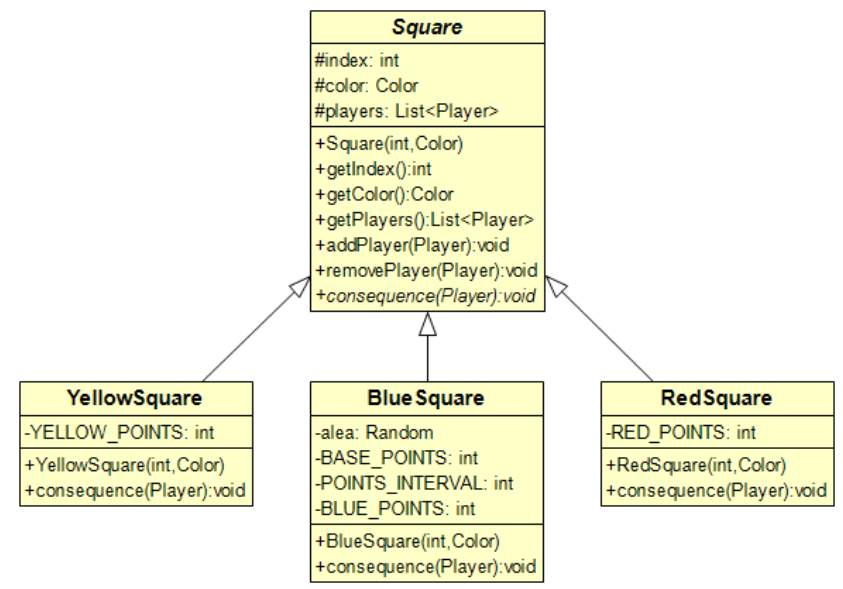 Square
#index: int
#color: Color
#players: List<Player>
+Square(int,Color)
+getIndex():int
+getColor():Color
+getPlayers():List<Player>
+addPlayer(Player):void
+removePlayer(Player):void
+consequence(Player):void
YellowSquare
-YELLOW_POINTS: int
+YellowSquare(int,Color)
+consequence(Player):void
BlueSquare
-alea: Random
-BASE_POINTS: int
-POINTS_INTERVAL: int
-BLUE_POINTS: int
+BlueSquare(int,Color)
+consequence(Player):void
RedSquare
-RED_POINTS: int
+RedSquare(int,Color)
+consequence(Player):void